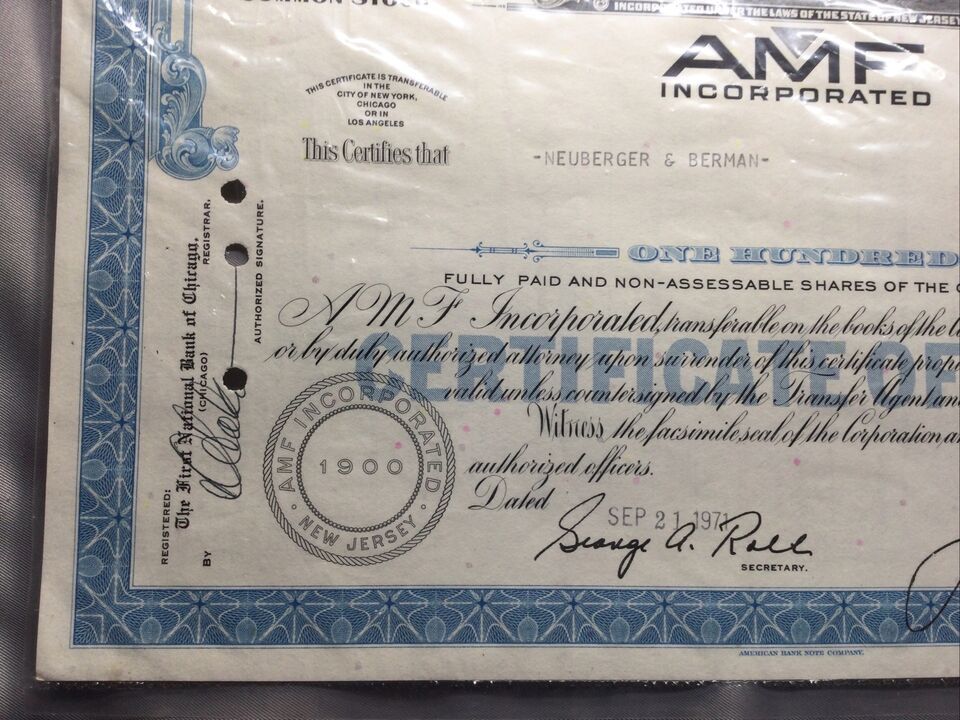 COMMON STOCK
INCORPORATED UNDER THE LAWS OF THE STATE OF NEW JERSEY
AMF
INCORPORATED
THIS CERTIFICATE IS TRANSFERABLE
IN THE
CITY OF NEW YORK,
CHICAGO
OR IN
LOS ANGELES
This Certifies that
-NEUBERGER & BERMAN-
ONE HUNDRED
FULLY PAID AND NON-ASSESSABLE SHARES OF THE
AMF Incorporated, transferable on the books of the
or by duly authorized attorney upon surrender of this certificate
valid unless countersigned by the Transfer Agent and
CERTIFICATE OF
Witness the facsimile seal of the Corporation and
authorized officers.
Dated
SEP 21 1971
George A. Roll
SECRETARY.
AMF INCORPORATED
1900
· NEW JERSEY ·
REGISTERED:
The First National Bank of Chicago,
(CHICAGO) REGISTRAR.
BY
AUTHORIZED SIGNATURE.
AMERICAN BANK NOTE COMPANY.